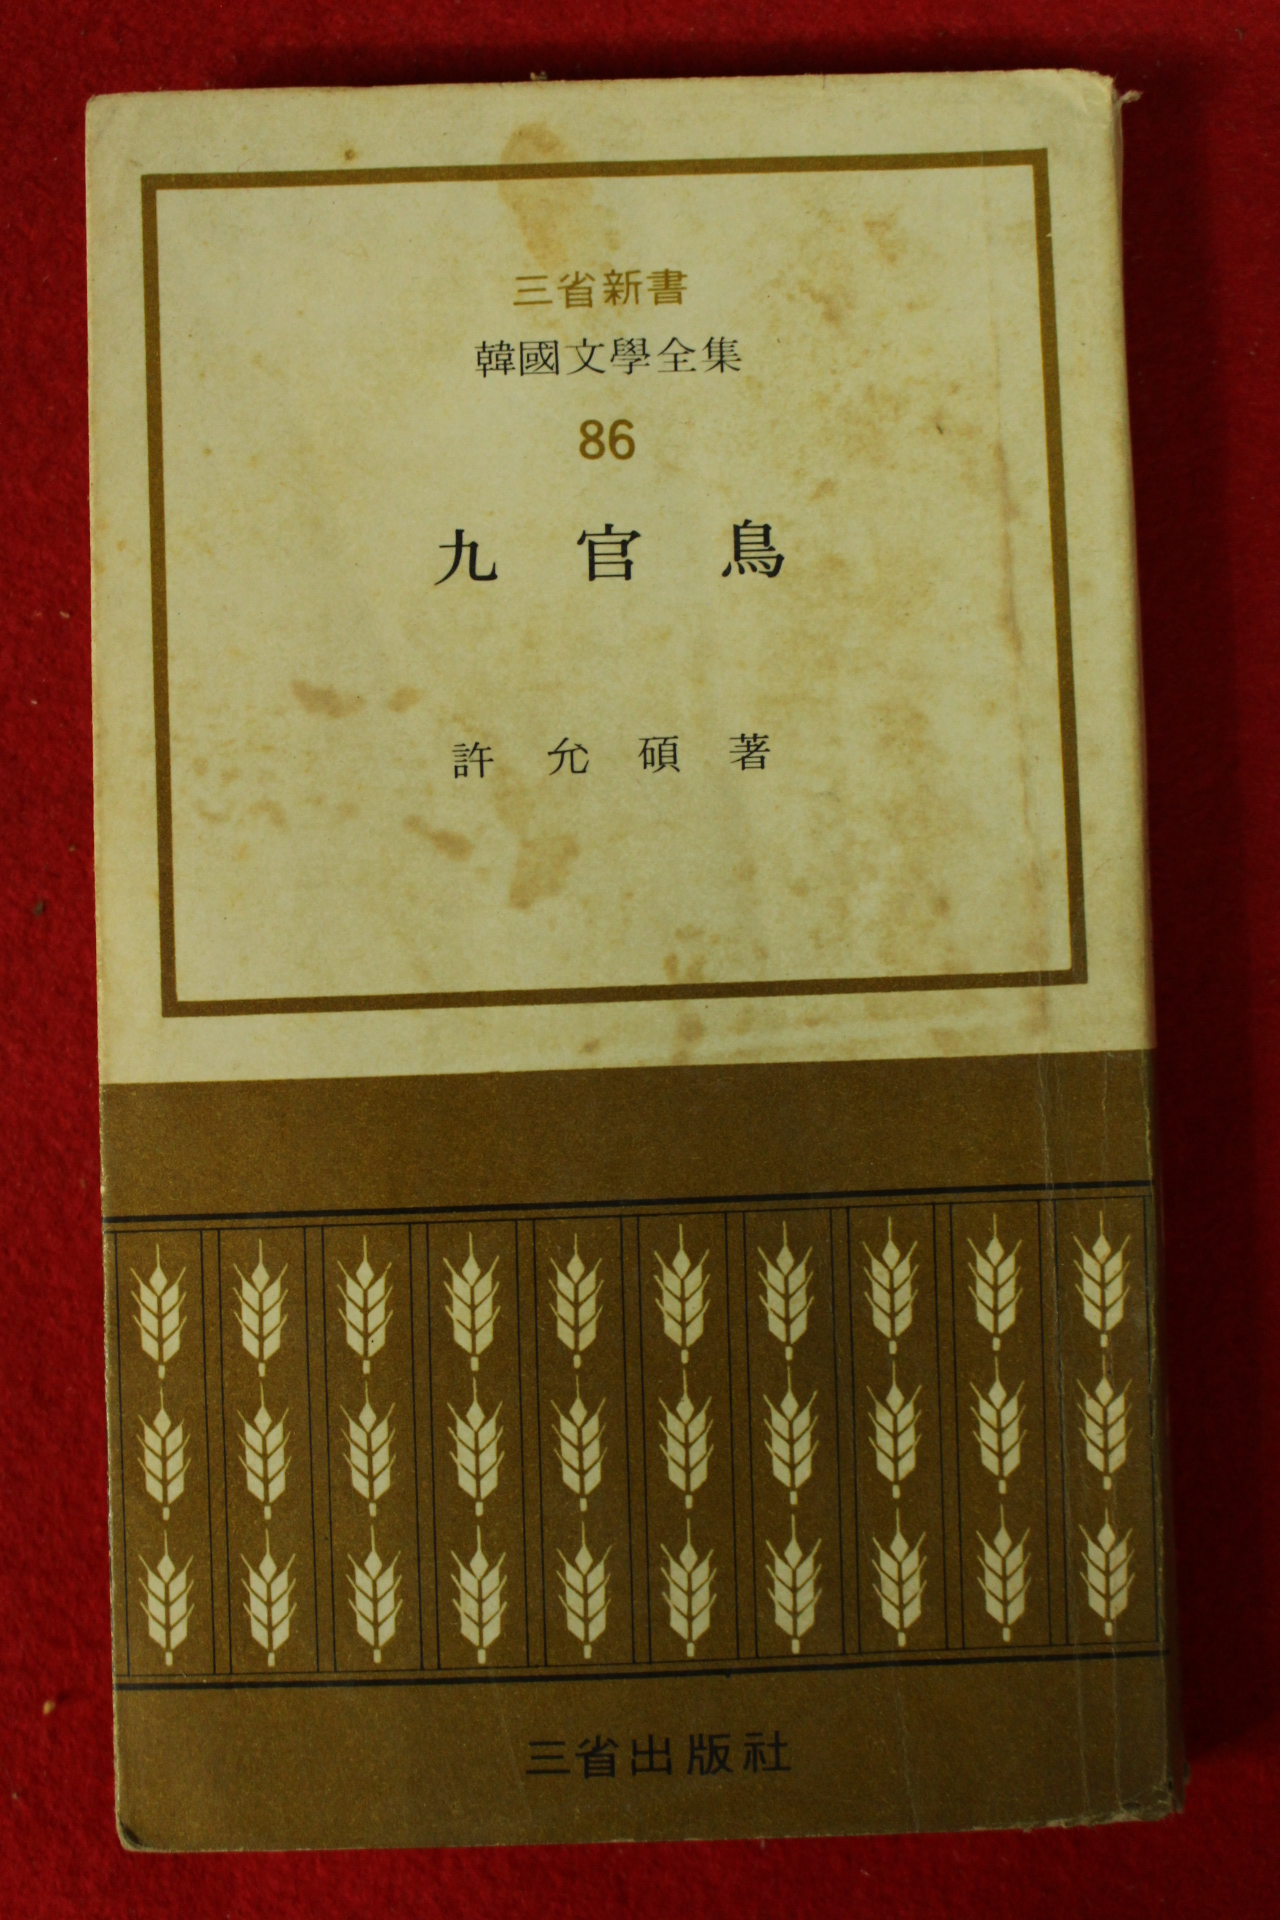 三省新書
韓國文學全集
86
九官鳥
許允碩著
三省出版社